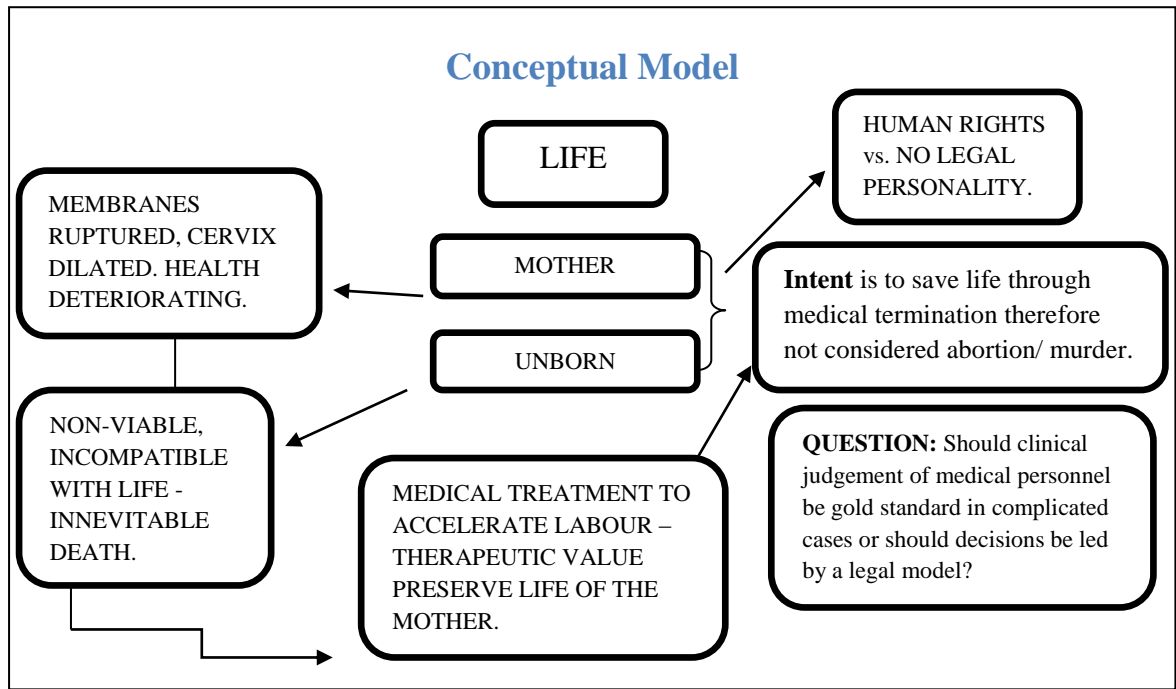 Conceptual Model
LIFE
HUMAN RIGHTS
vs. NO LEGAL
PERSONALITY.
MEMBRANES
RUPTURED, CERVIX
DILATED. HEALTH
DETERIORATING.
MOTHER
Intent is to save life through
medical termination therefore
not considered abortion/ murder.
UNBORN
NON-VIABLE,
INCOMPATIBLE
WITH LIFE -
INNEVITABLE
DEATH.
MEDICAL TREATMENT TO
ACCELERATE LABOUR –
THERAPEUTIC VALUE
PRESERVE LIFE OF THE
MOTHER.
QUESTION: Should clinical
judgement of medical personnel
be gold standard in complicated
cases or should decisions be led
by a legal model?